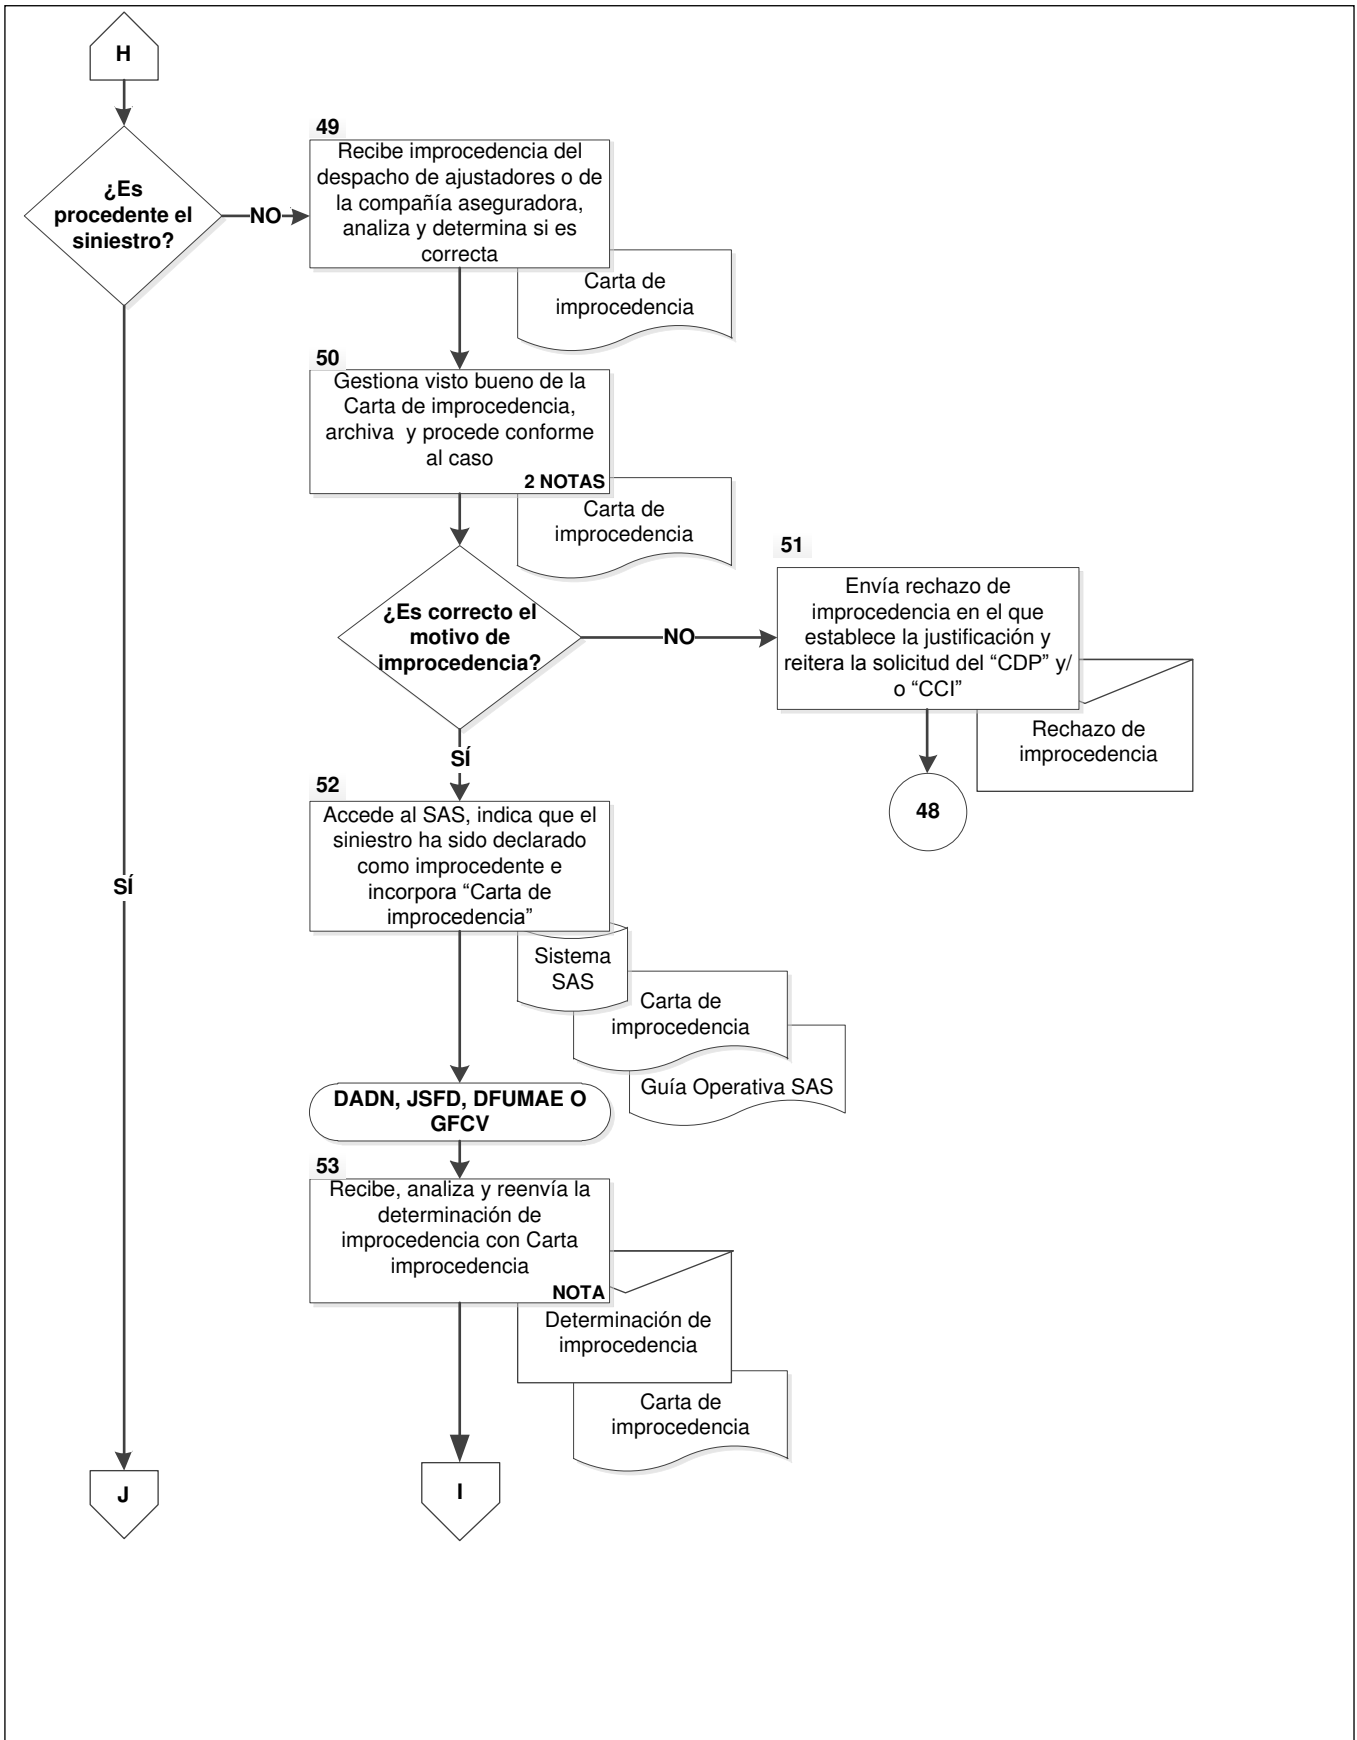 H
¿Es
procedente el
siniestro?
NO
49
Recibe improcedencia del
despacho de ajustadores o de
la compañía aseguradora,
analiza y determina si es
correcta
Carta de
improcedencia
50
Gestiona visto bueno de la
Carta de improcedencia,
archiva  y procede conforme
al caso
2 NOTAS
Carta de
improcedencia
¿Es correcto el
motivo de
improcedencia?
NO
51
Envía rechazo de
improcedencia en el que
establece la justificación y
reitera la solicitud del “CDP” y/
o “CCI”
Rechazo de
improcedencia
48
SÍ
52
Accede al SAS, indica que el
siniestro ha sido declarado
como improcedente e
incorpora “Carta de
improcedencia”
Sistema
SAS
Carta de
improcedencia
Guía Operativa SAS
SÍ
DADN, JSFD, DFUMAE O
GFCV
53
Recibe, analiza y reenvía la
determinación de
improcedencia con Carta
improcedencia
NOTA
Determinación de
improcedencia
Carta de
improcedencia
J
I